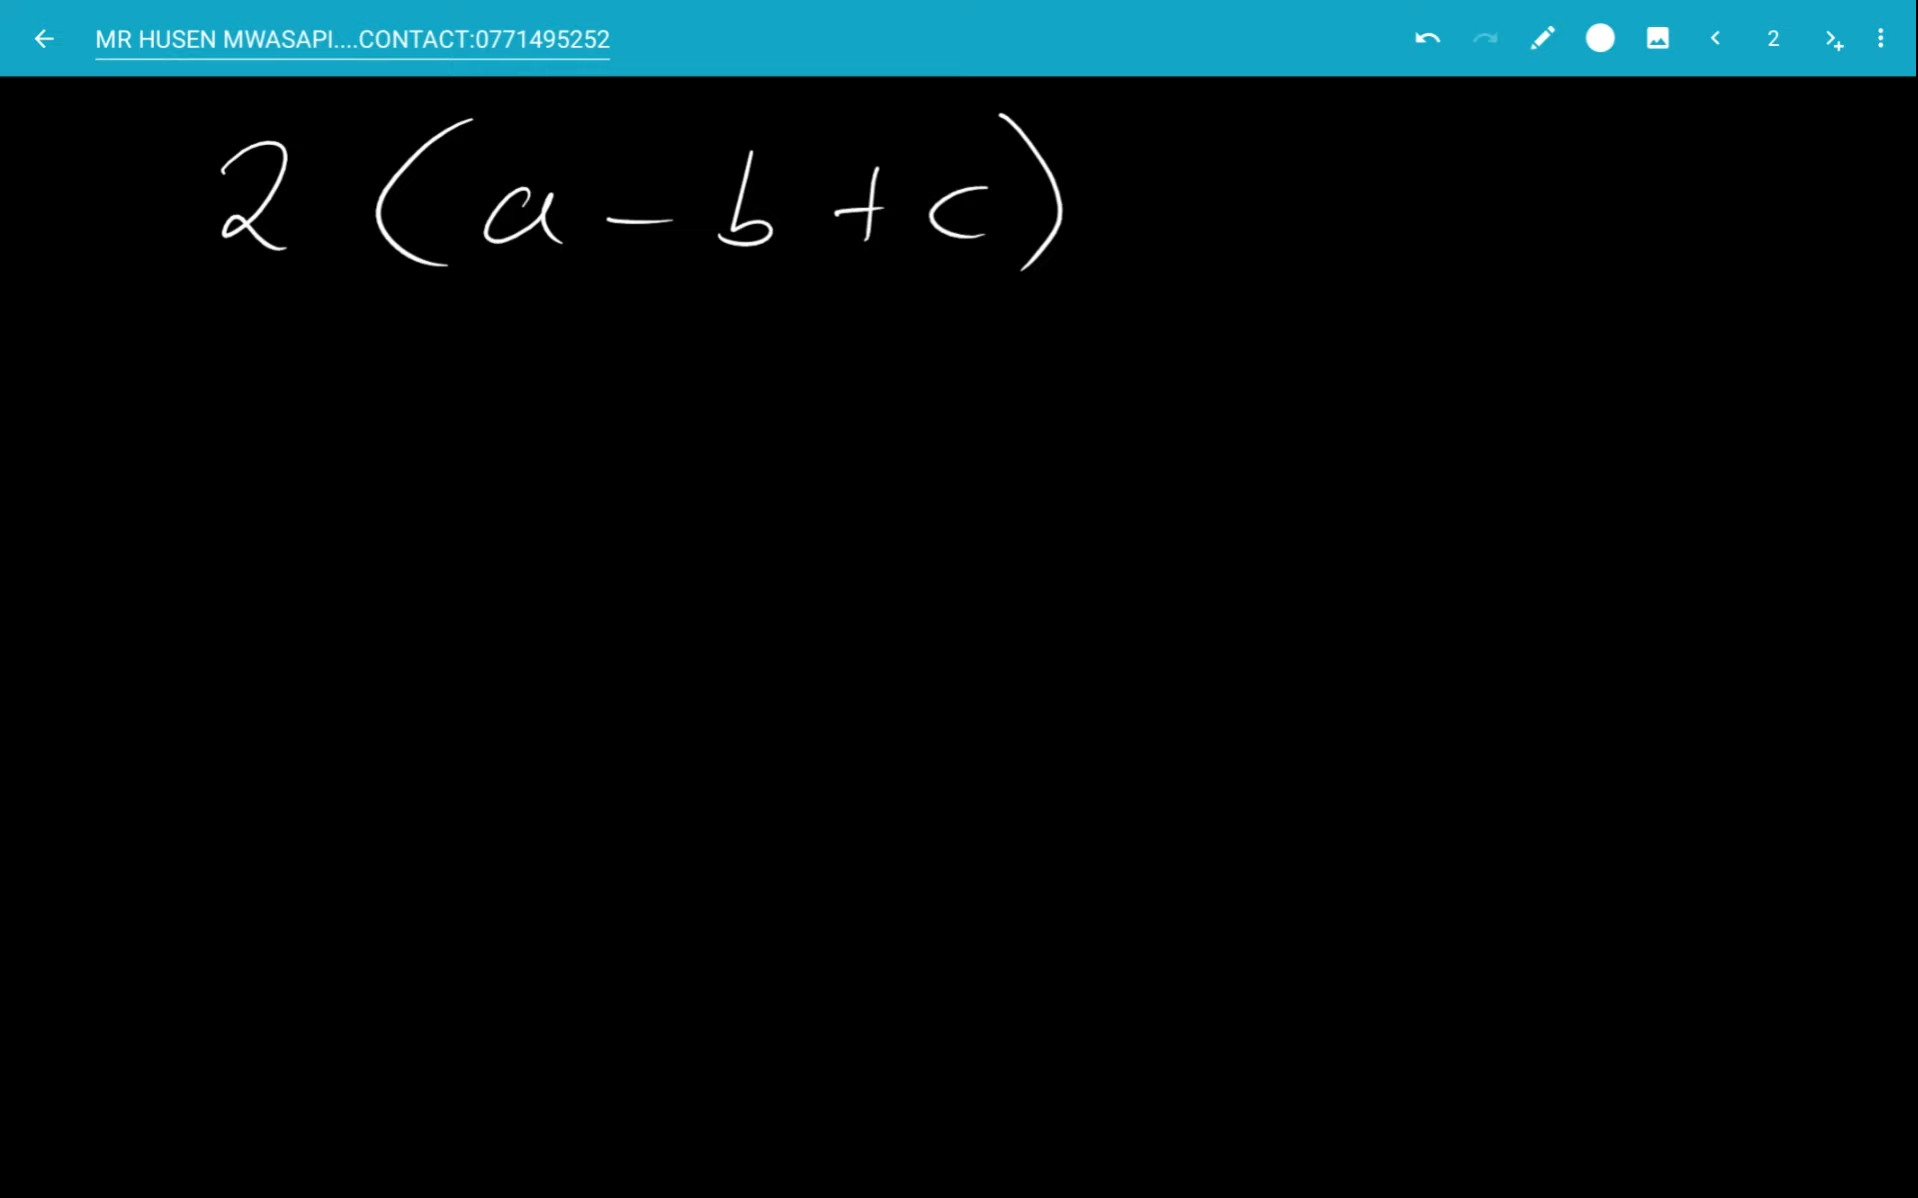 MR HUSEN MWASAPI....CONTACT:0771495252
2
2 (a - b + c)